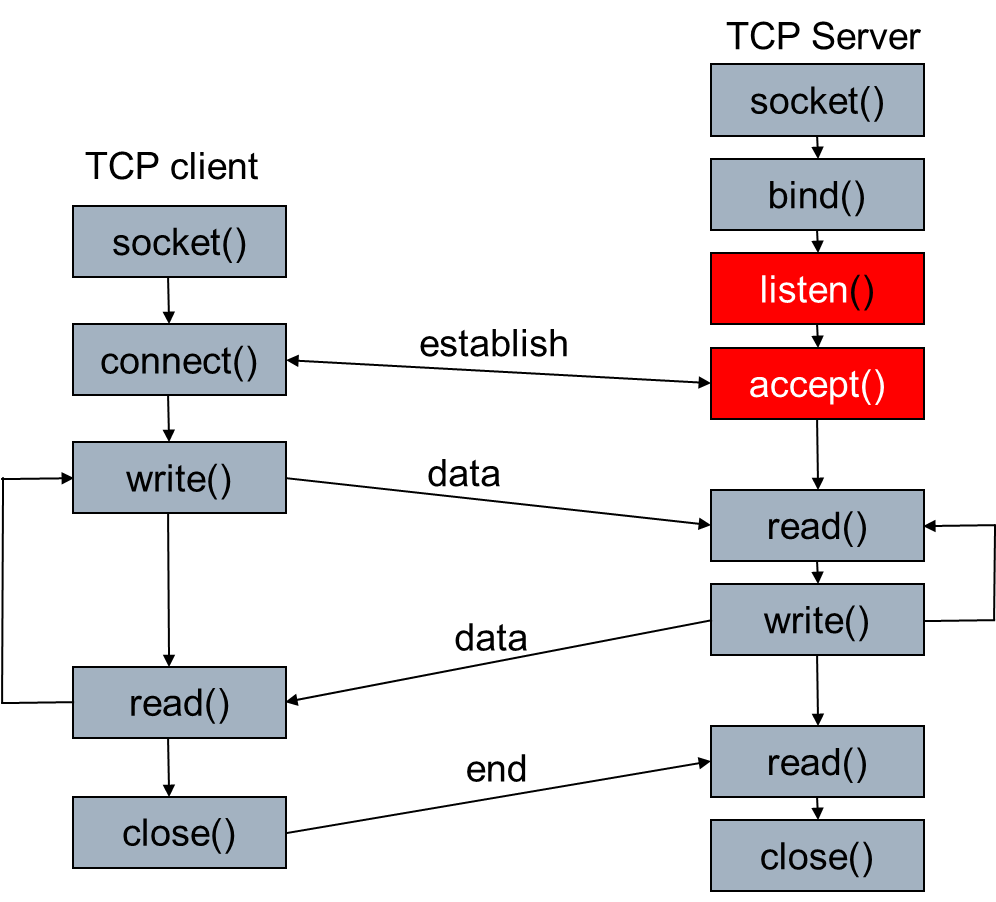 TCP Server
socket()
bind()
listen()
accept()
read()
write()
read()
close()
TCP client
socket()
connect()
write()
read()
close()
establish
data
data
end